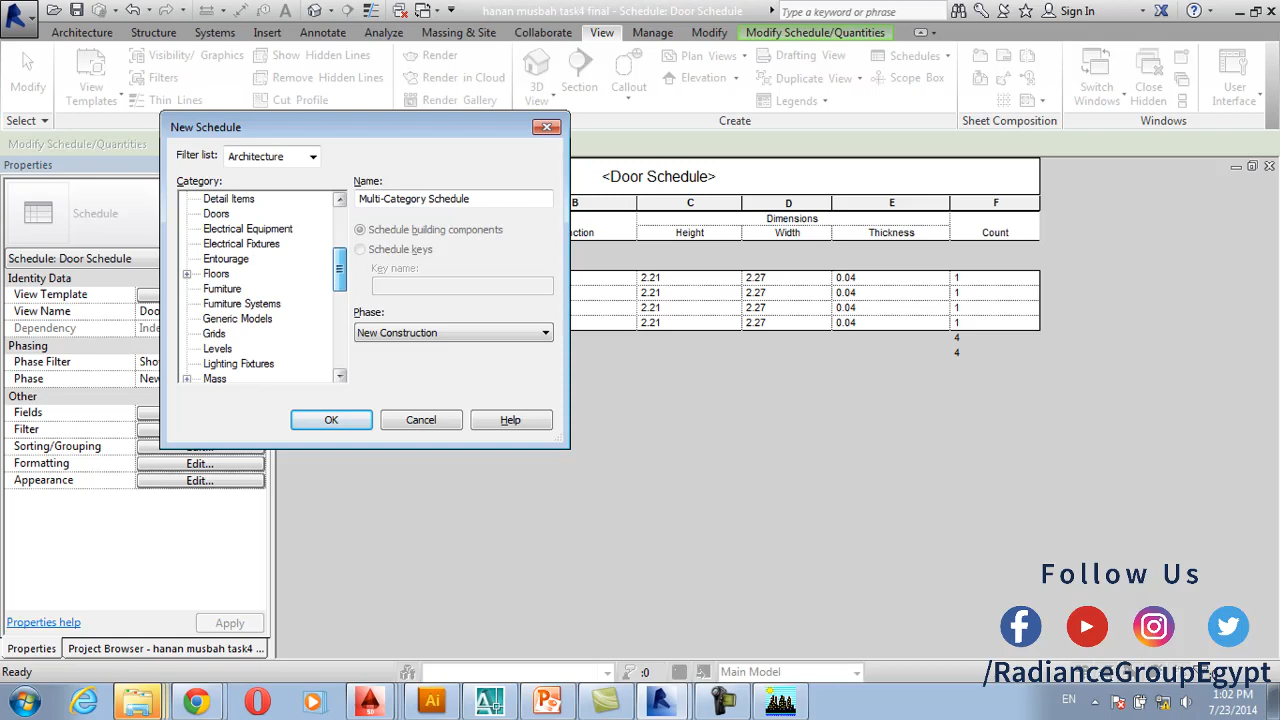 hanan musbah task4 final - Schedule: Door Schedule
Type a keyword or phrase
Sign In
Architecture Structure Systems Insert Annotate Analyze Massing & Site Collaborate View Manage Modify Modify Schedule/Quantities
Modify
View Templates
Visibility/ Graphics
Filters
Thin Lines
Show Hidden Lines
Remove Hidden Lines
Cut Profile
Render
Render in Cloud
Render Gallery
3D View
Section
Callout
Plan Views
Elevation
Drafting View
Duplicate View
Legends
Schedules
Scope Box
Switch Windows
Close Hidden
User Interface
Select
Create
Sheet Composition
Windows
Modify Schedule/Quantities
Properties
Schedule
Schedule: Door Schedule
Identity Data
View Template
View Name Doo
Dependency Inde
Phasing
Phase Filter Sho
Phase New
Other
Fields
Filter
Sorting/Grouping
Formatting Edit...
Appearance Edit...
Properties help
Apply
Properties
Project Browser - hanan musbah task4 ...
New Schedule
Filter list: Architecture
Category:
Detail Items
Doors
Electrical Equipment
Electrical Fixtures
Entourage
Floors
Furniture
Furniture Systems
Generic Models
Grids
Levels
Lighting Fixtures
Mass
Name:
Multi-Category Schedule
Schedule building components
Schedule keys
Key name:
Phase:
New Construction
OK
Cancel
Help
<Door Schedule>
B C D E F
Dimensions
ction Height Width Thickness Count
2.21 2.27 0.04 1
2.21 2.27 0.04 1
2.21 2.27 0.04 1
2.21 2.27 0.04 1
4
4
Follow Us
/RadianceGroupEgypt
Ready
:0
Main Model
EN
1:02 PM
7/23/2014